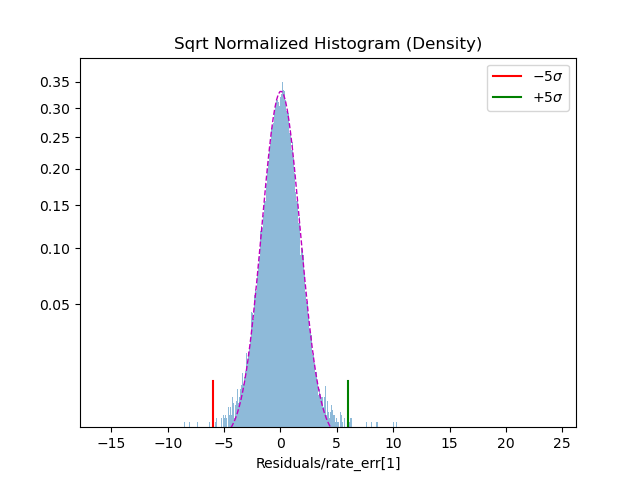 Sqrt Normalized Histogram (Density)
−5σ
+5σ
0.35
0.30
0.25
0.20
0.15
0.10
0.05
−15 −10 −5 0 5 10 15 20 25
Residuals/rate_err[1]